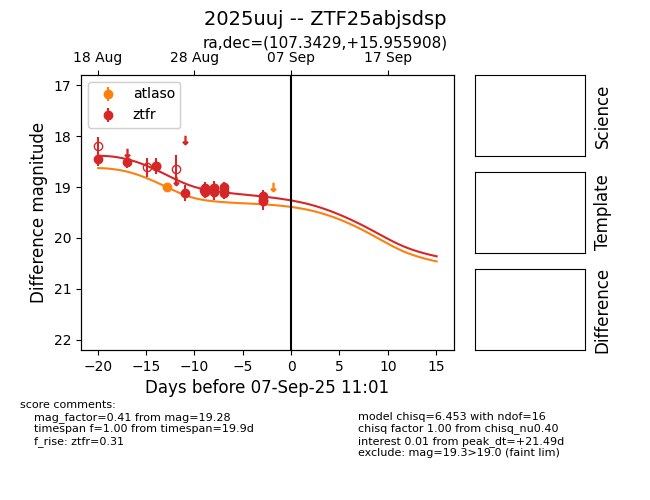 2025uuj -- ZTF25abjsdsp
ra,dec=(107.3429,+15.955908)
18 Aug 28 Aug 07 Sep 17 Sep
atlaso
ztfr
17
18
19
20
21
22
Difference magnitude
−20 −15 −10 −5 0 5 10 15
Days before 07-Sep-25 11:01
Science
Template
Difference
score comments:
mag_factor=0.41 from mag=19.28
timespan f=1.00 from timespan=19.9d
f_rise: ztfr=0.31
model chisq=6.453 with ndof=16
chisq factor 1.00 from chisq_nu0.40
interest 0.01 from peak_dt=+21.49d
exclude: mag=19.3>19.0 (faint lim)